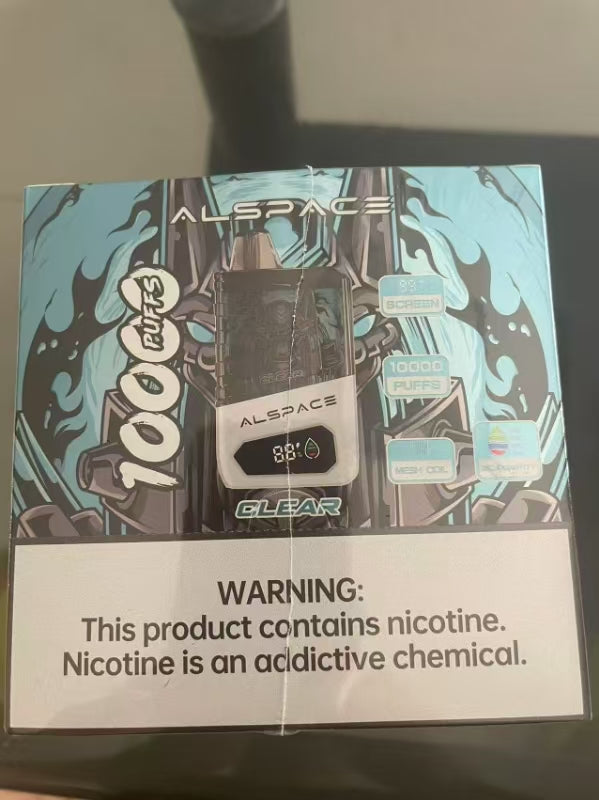 ALSPACE
10000 PUFFS
SCREEN
10000
PUFFS
MESH COIL
ALSPACE
88'
CLEAR
WARNING:
This product contains nicotine.
Nicotine is an addictive chemical.